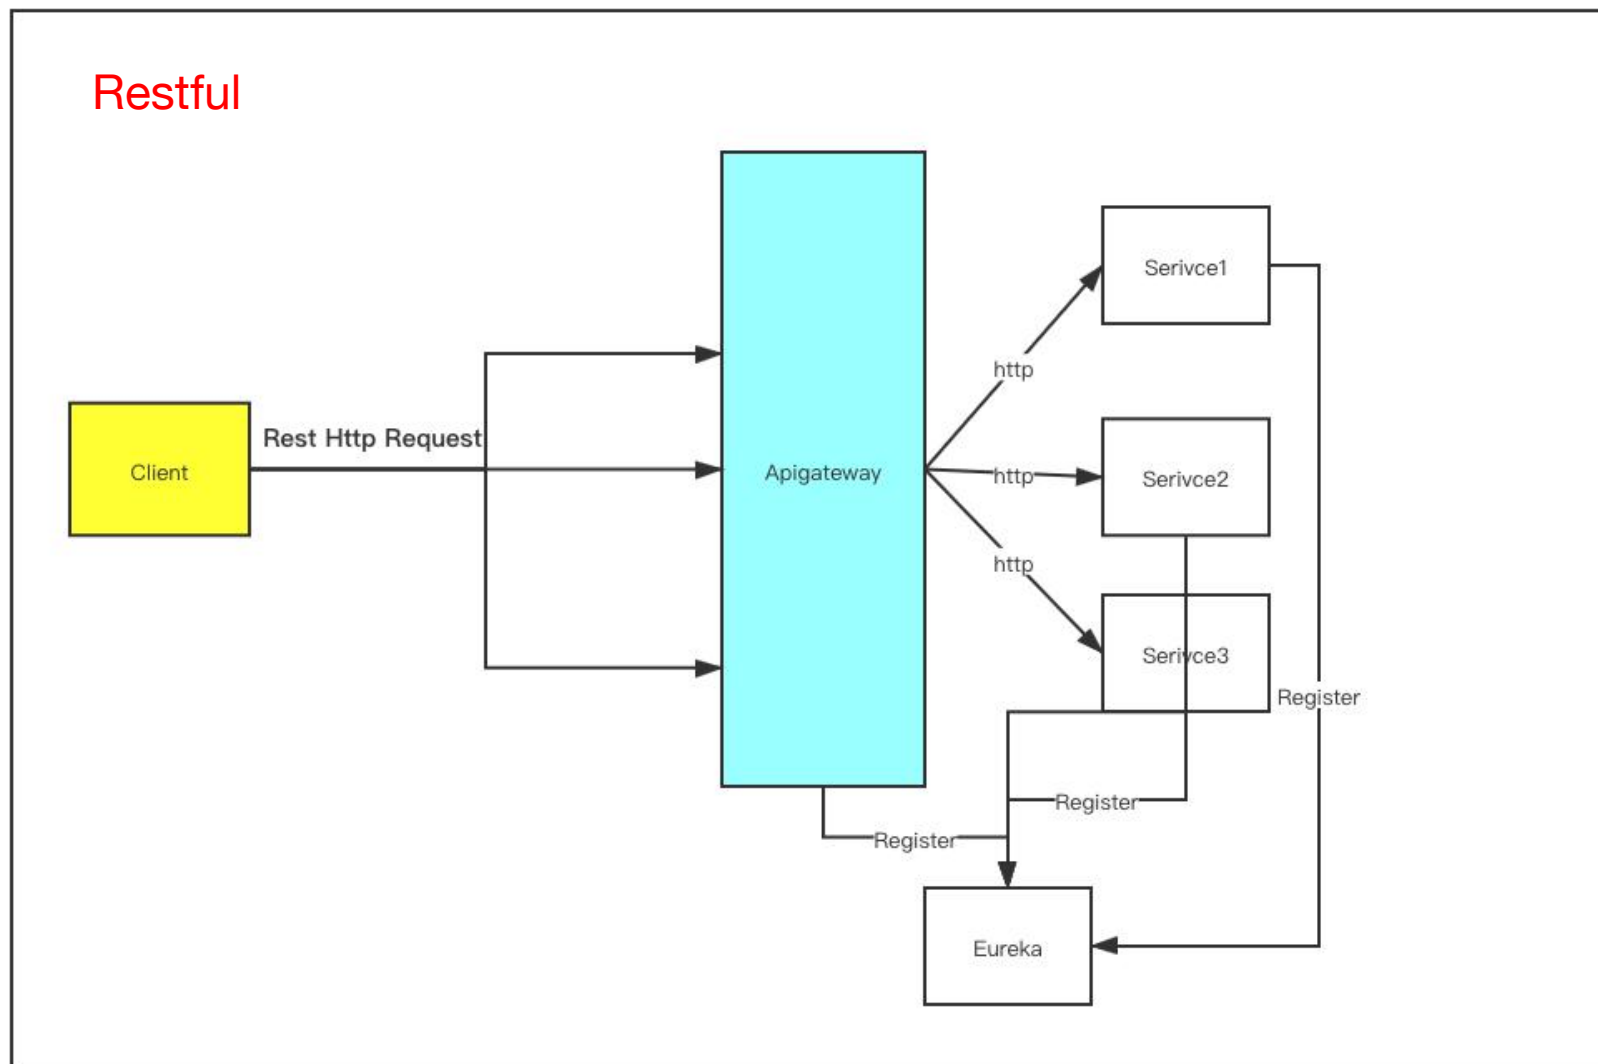 Restful
Serivce1
http
Rest Http Request
Client
Apigateway
http
Serivce2
http
Serivce3
Register
Register
Register
Eureka